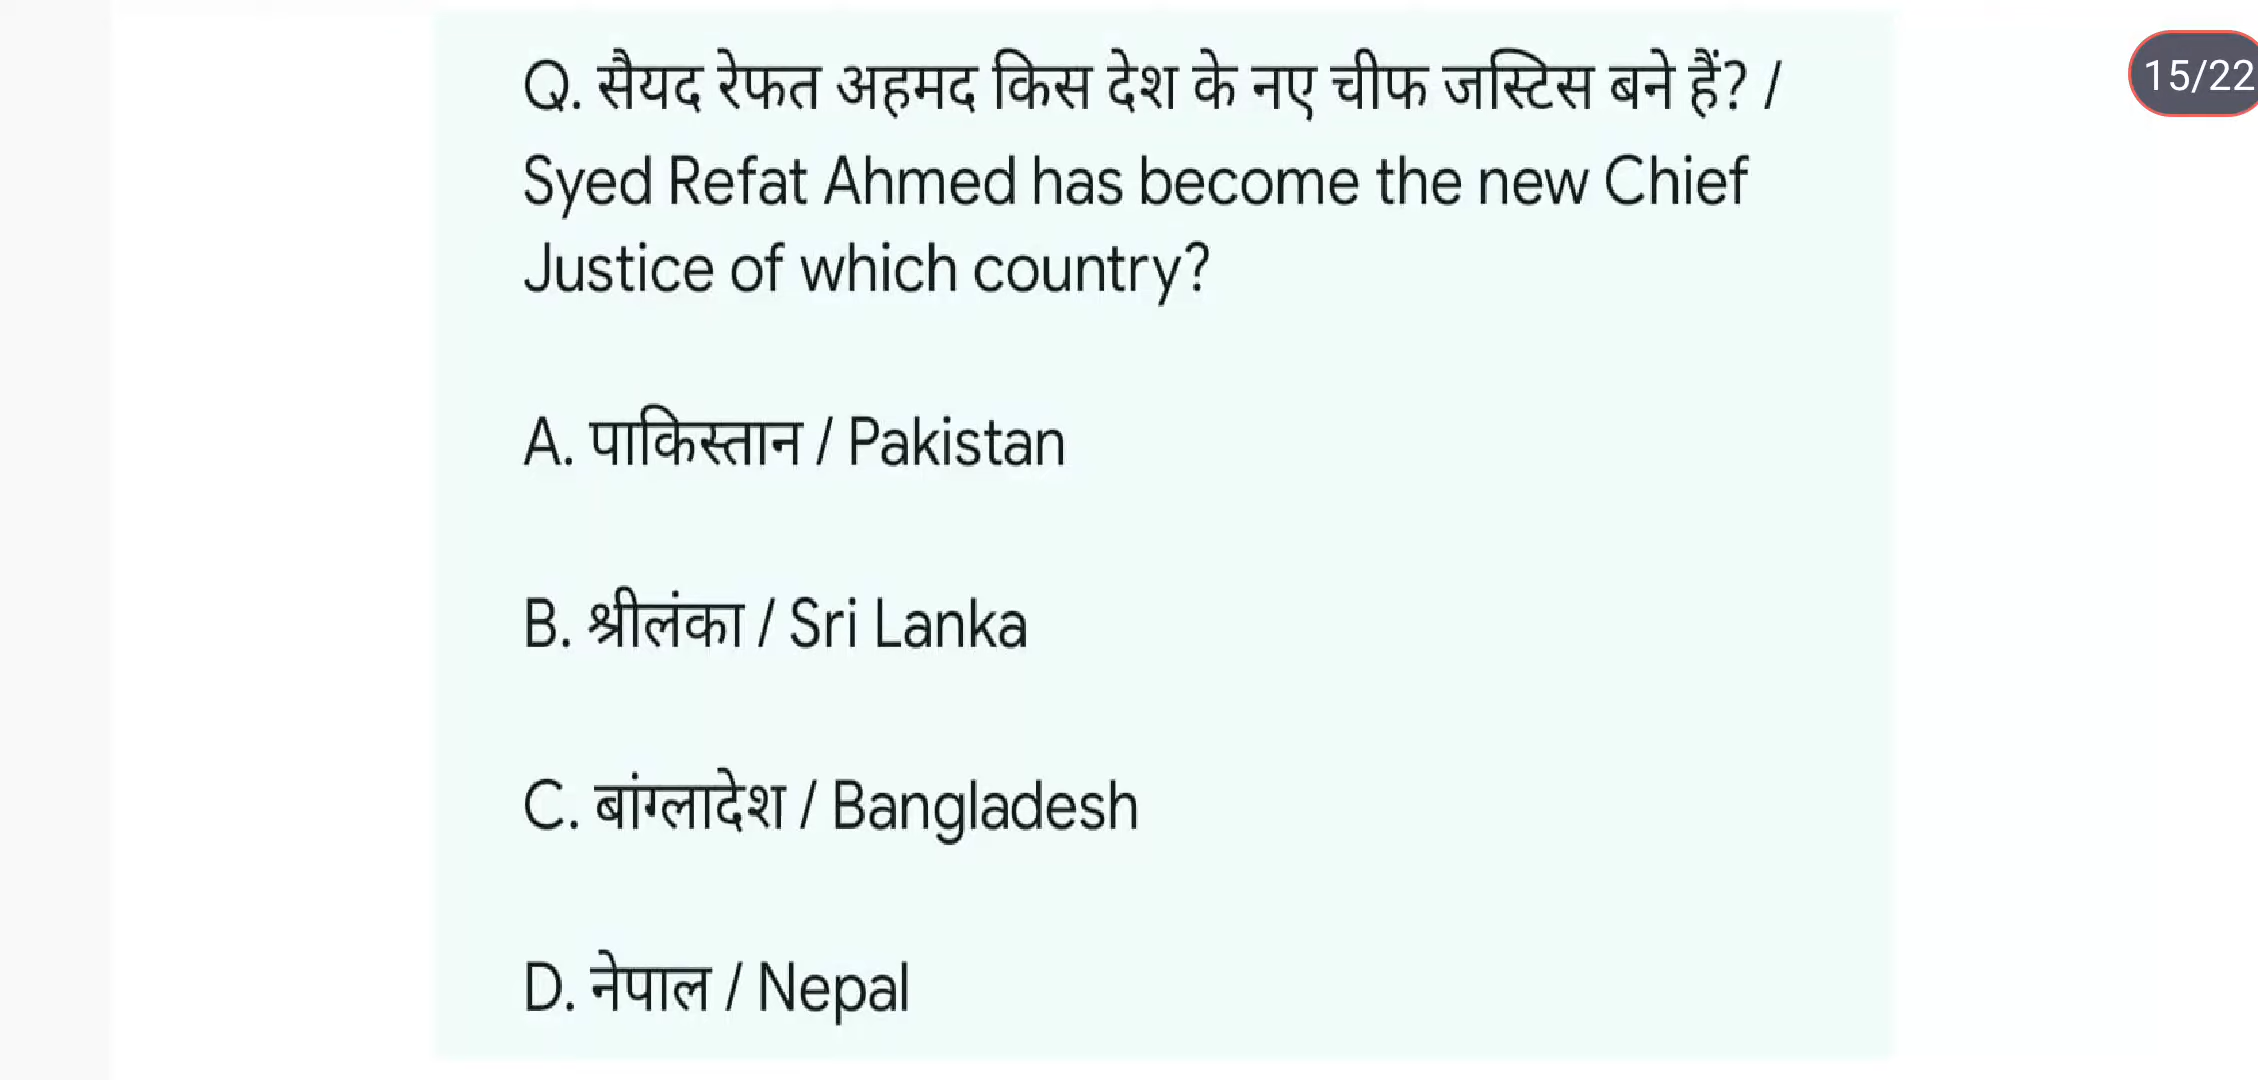 Q. सैयद रेफत अहमद किस देश के नए चीफ जस्टिस बने हैं? /
15/22
Syed Refat Ahmed has become the new Chief
Justice of which country?
A. पाकिस्तान / Pakistan
B. श्रीलंका / Sri Lanka
C. बांग्लादेश / Bangladesh
D. नेपाल / Nepal